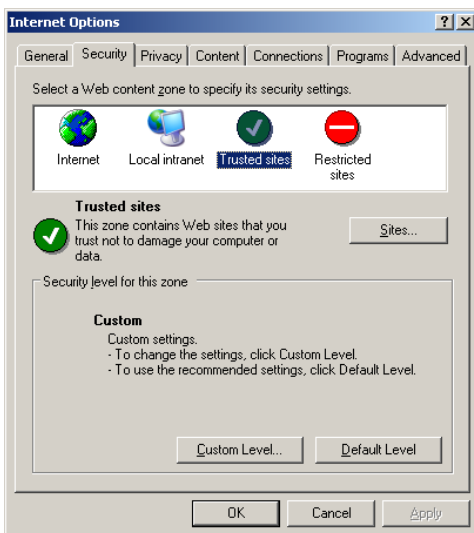 Internet Options
General Security Privacy Content Connections Programs Advanced
Select a Web content zone to specify its security settings.
Internet Local intranet Trusted sites Restricted
sites
Trusted sites
This zone contains Web sites that you
trust not to damage your computer or
data.
Sites...
Security level for this zone
Custom
Custom settings.
- To change the settings, click Custom Level.
- To use the recommended settings, click Default Level.
Custom Level... Default Level
OK Cancel Apply